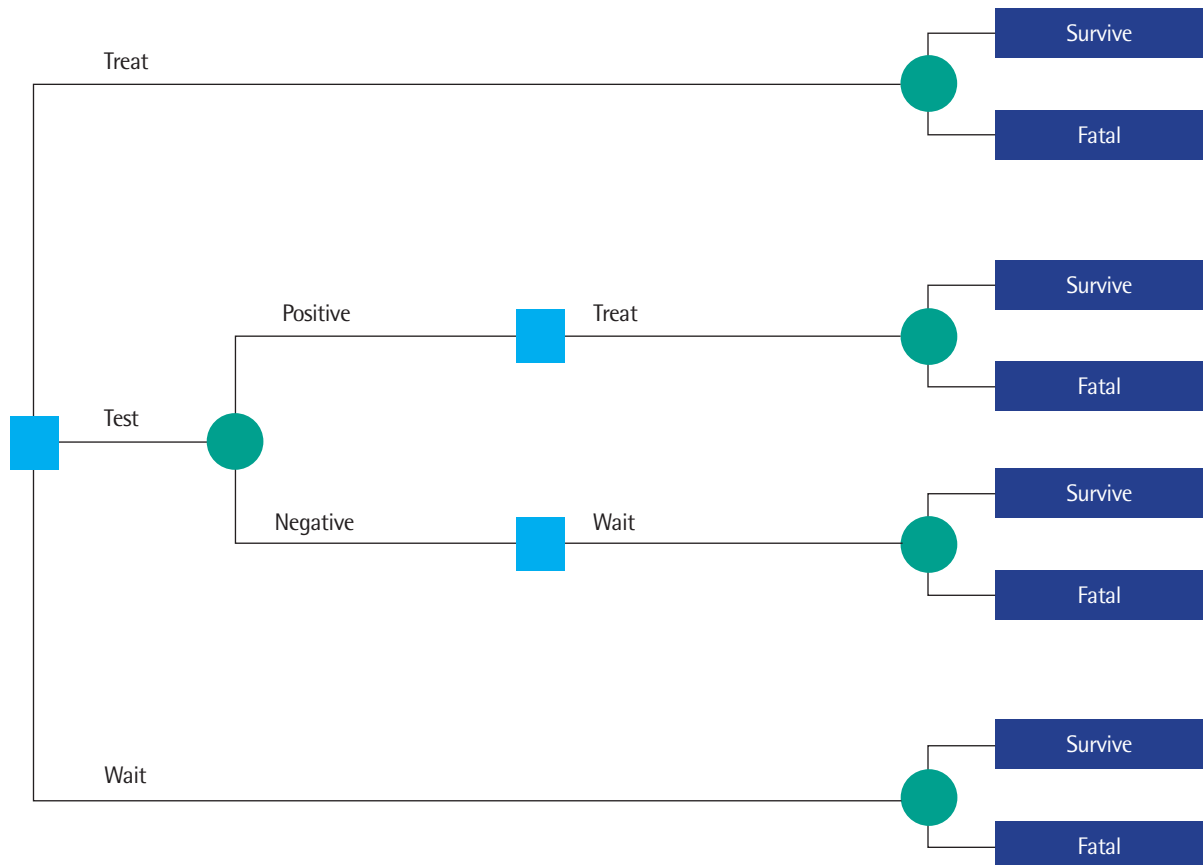 Survive
Treat
Fatal
Survive
Positive
Treat
Fatal
Test
Survive
Negative
Wait
Fatal
Survive
Wait
Fatal